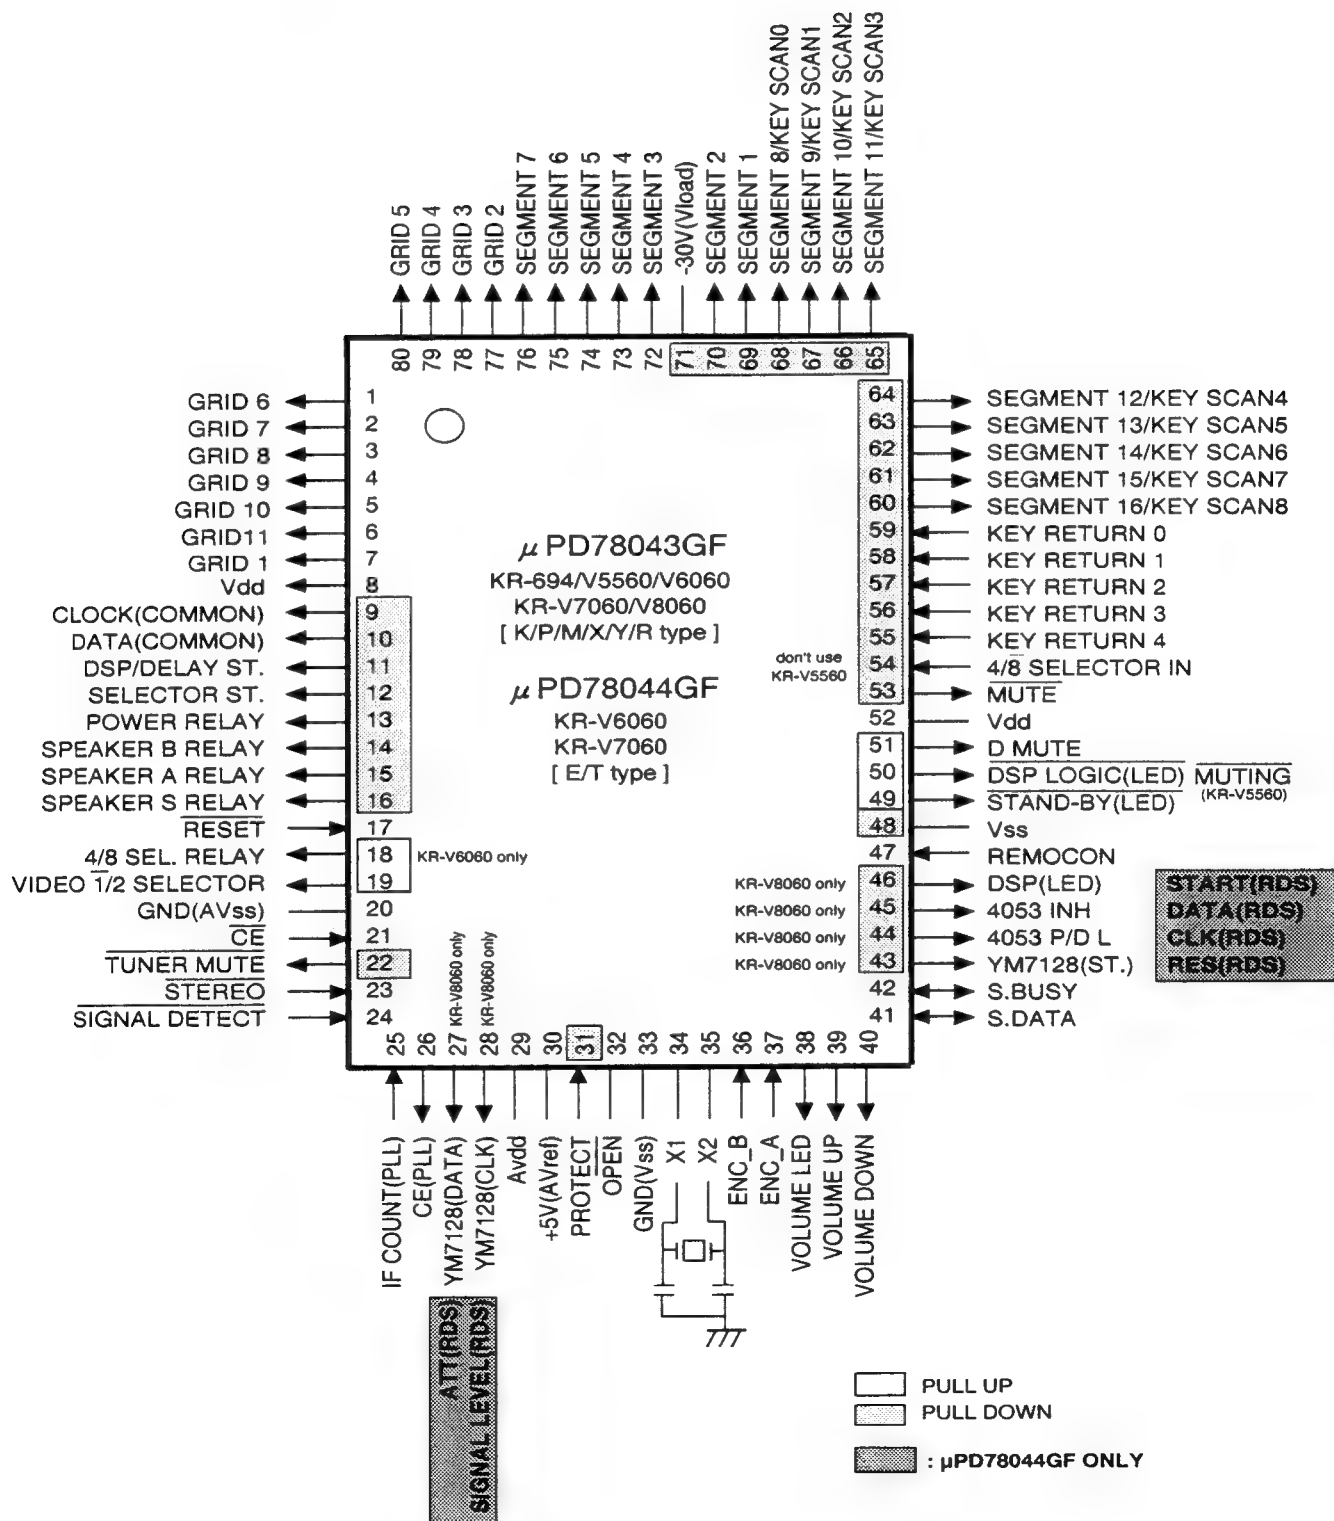 GRID 5
GRID 4
GRID 3
GRID 2
SEGMENT 7
SEGMENT 6
SEGMENT 5
SEGMENT 4
SEGMENT 3
-30V(Vload)
SEGMENT 2
SEGMENT 1
SEGMENT 8/KEY SCAN0
SEGMENT 9/KEY SCAN1
SEGMENT 10/KEY SCAN2
SEGMENT 11/KEY SCAN3
80 79 78 77 76 75 74 73 72 71 70 69 68 67 66 65
GRID 6 1
GRID 7 2
GRID 8 3
GRID 9 4
GRID 10 5
GRID11 6
GRID 1 7
Vdd 8
CLOCK(COMMON) 9
DATA(COMMON) 10
DSP/DELAY ST. 11
SELECTOR ST. 12
POWER RELAY 13
SPEAKER B RELAY 14
SPEAKER A RELAY 15
SPEAKER S RELAY 16
RESET 17
4/8 SEL. RELAY 18 KR-V6060 only
VIDEO 1/2 SELECTOR 19
GND(AVss) 20
CE 21
TUNER MUTE 22
STEREO 23
SIGNAL DETECT 24
μPD78043GF
KR-694/V5560/V6060
KR-V7060/V8060
[ K/P/M/X/Y/R type ]
μPD78044GF
KR-V6060
KR-V7060
[ E/T type ]
64 SEGMENT 12/KEY SCAN4
63 SEGMENT 13/KEY SCAN5
62 SEGMENT 14/KEY SCAN6
61 SEGMENT 15/KEY SCAN7
60 SEGMENT 16/KEY SCAN8
59 KEY RETURN 0
58 KEY RETURN 1
57 KEY RETURN 2
56 KEY RETURN 3
55 KEY RETURN 4
don't use
KR-V5560
54 4/8 SELECTOR IN
53 MUTE
52 Vdd
51 D MUTE
50 DSP LOGIC(LED) MUTING
(KR-V5560)
49 STAND-BY(LED)
48 Vss
47 REMOCON
KR-V8060 only 46 DSP(LED) START(RDS)
KR-V8060 only 45 4053 INH DATA(RDS)
KR-V8060 only 44 4053 P/D L CLK(RDS)
KR-V8060 only 43 YM7128(ST.) RES(RDS)
42 S.BUSY
41 S.DATA
KR-V8060 only
KR-V8060 only
25 26 27 28 29 30 31 32 33 34 35 36 37 38 39 40
IF COUNT(PLL)
CE(PLL)
YM7128(DATA)
YM7128(CLK)
Avdd
+5V(AVref)
PROTECT
OPEN
GND(Vss)
X1
X2
ENC_B
ENC_A
VOLUME LED
VOLUME UP
VOLUME DOWN
ATT(RDS)
SIGNAL LEVEL(RDS)
PULL UP
PULL DOWN
: μPD78044GF ONLY